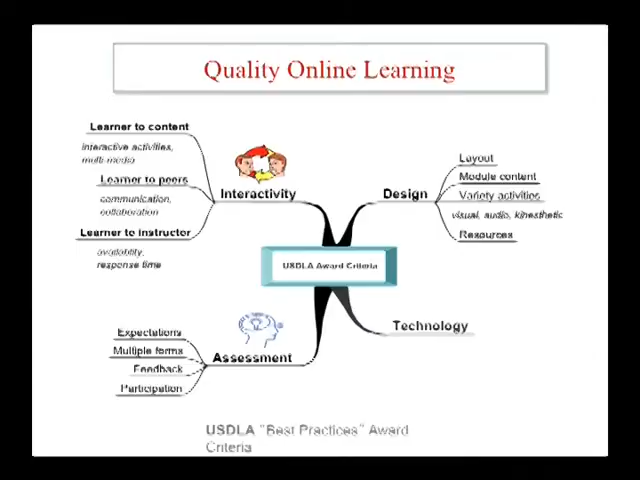 Quality Online Learning
Learner to content
interactive activities,
multi-media
Learner to peers
communication,
collaboration
Learner to instructor
availability,
response time
Interactivity
Design
Layout
Module content
Variety activities
visual, audio, kinesthetic
Resources
USDLA Award Criteria
Technology
Assessment
Expectations
Multiple forms
Feedback
Participation
USDLA "Best Practices" Award
Criteria